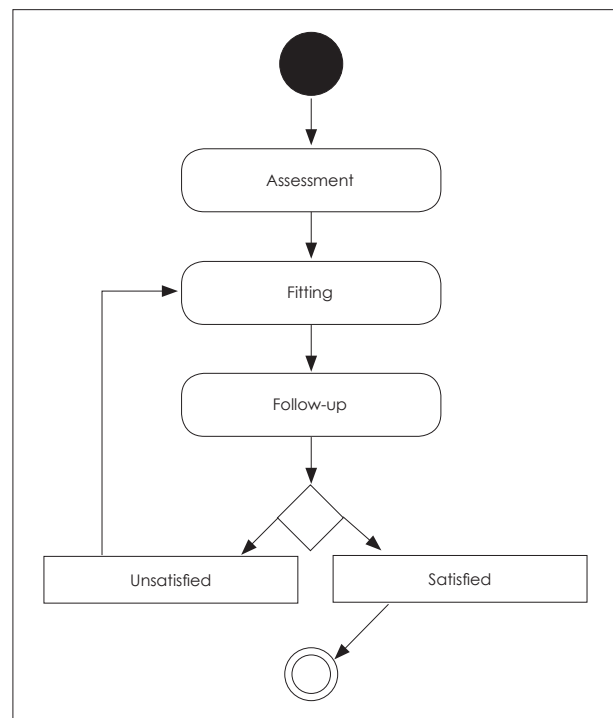 Assessment
Fitting
Follow-up
Unsatisfied
Satisfied